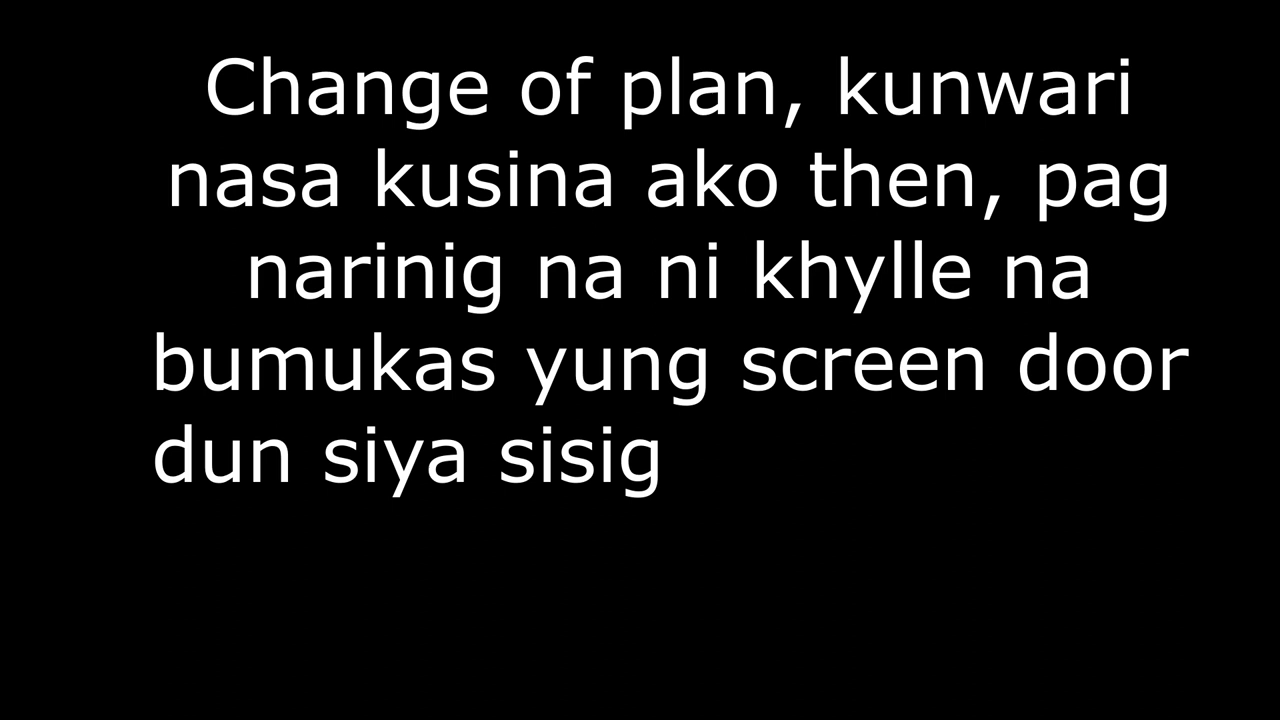 Change of plan, kunwari
nasa kusina ako then, pag
narinig na ni khylle na
bumukas yung screen door
dun siya sisig